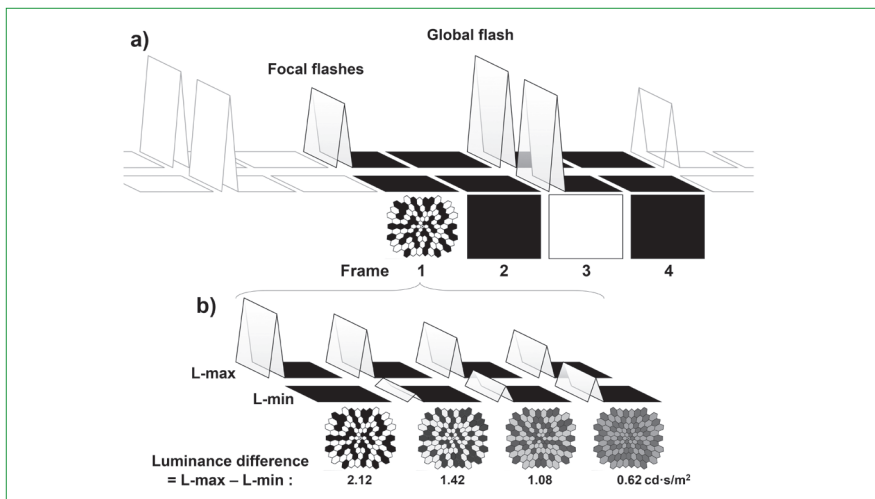 a)
Global flash
Focal flashes
Frame 1 2 3 4
b)
L-max
L-min
Luminance difference
= L-max – L-min : 2.12 1.42 1.08 0.62 cd·s/m²